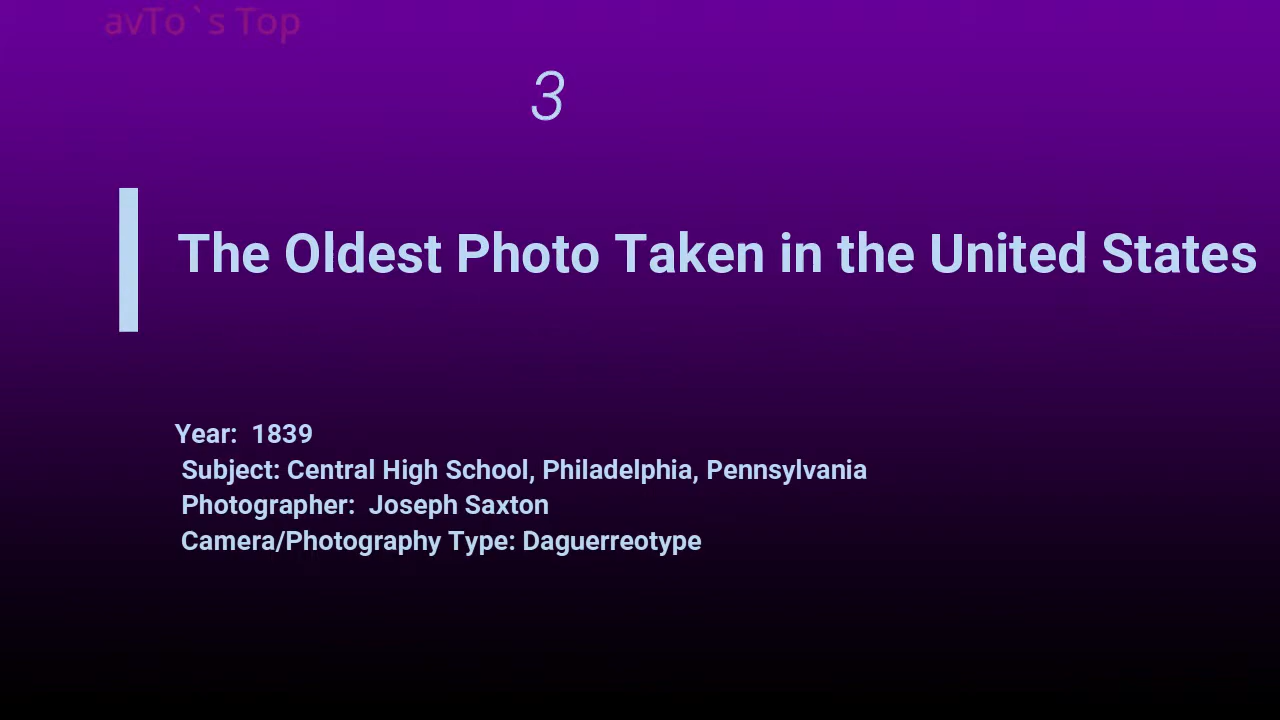 avTo`s Top
3
The Oldest Photo Taken in the United States
Year:  1839
Subject: Central High School, Philadelphia, Pennsylvania
Photographer:  Joseph Saxton
Camera/Photography Type: Daguerreotype